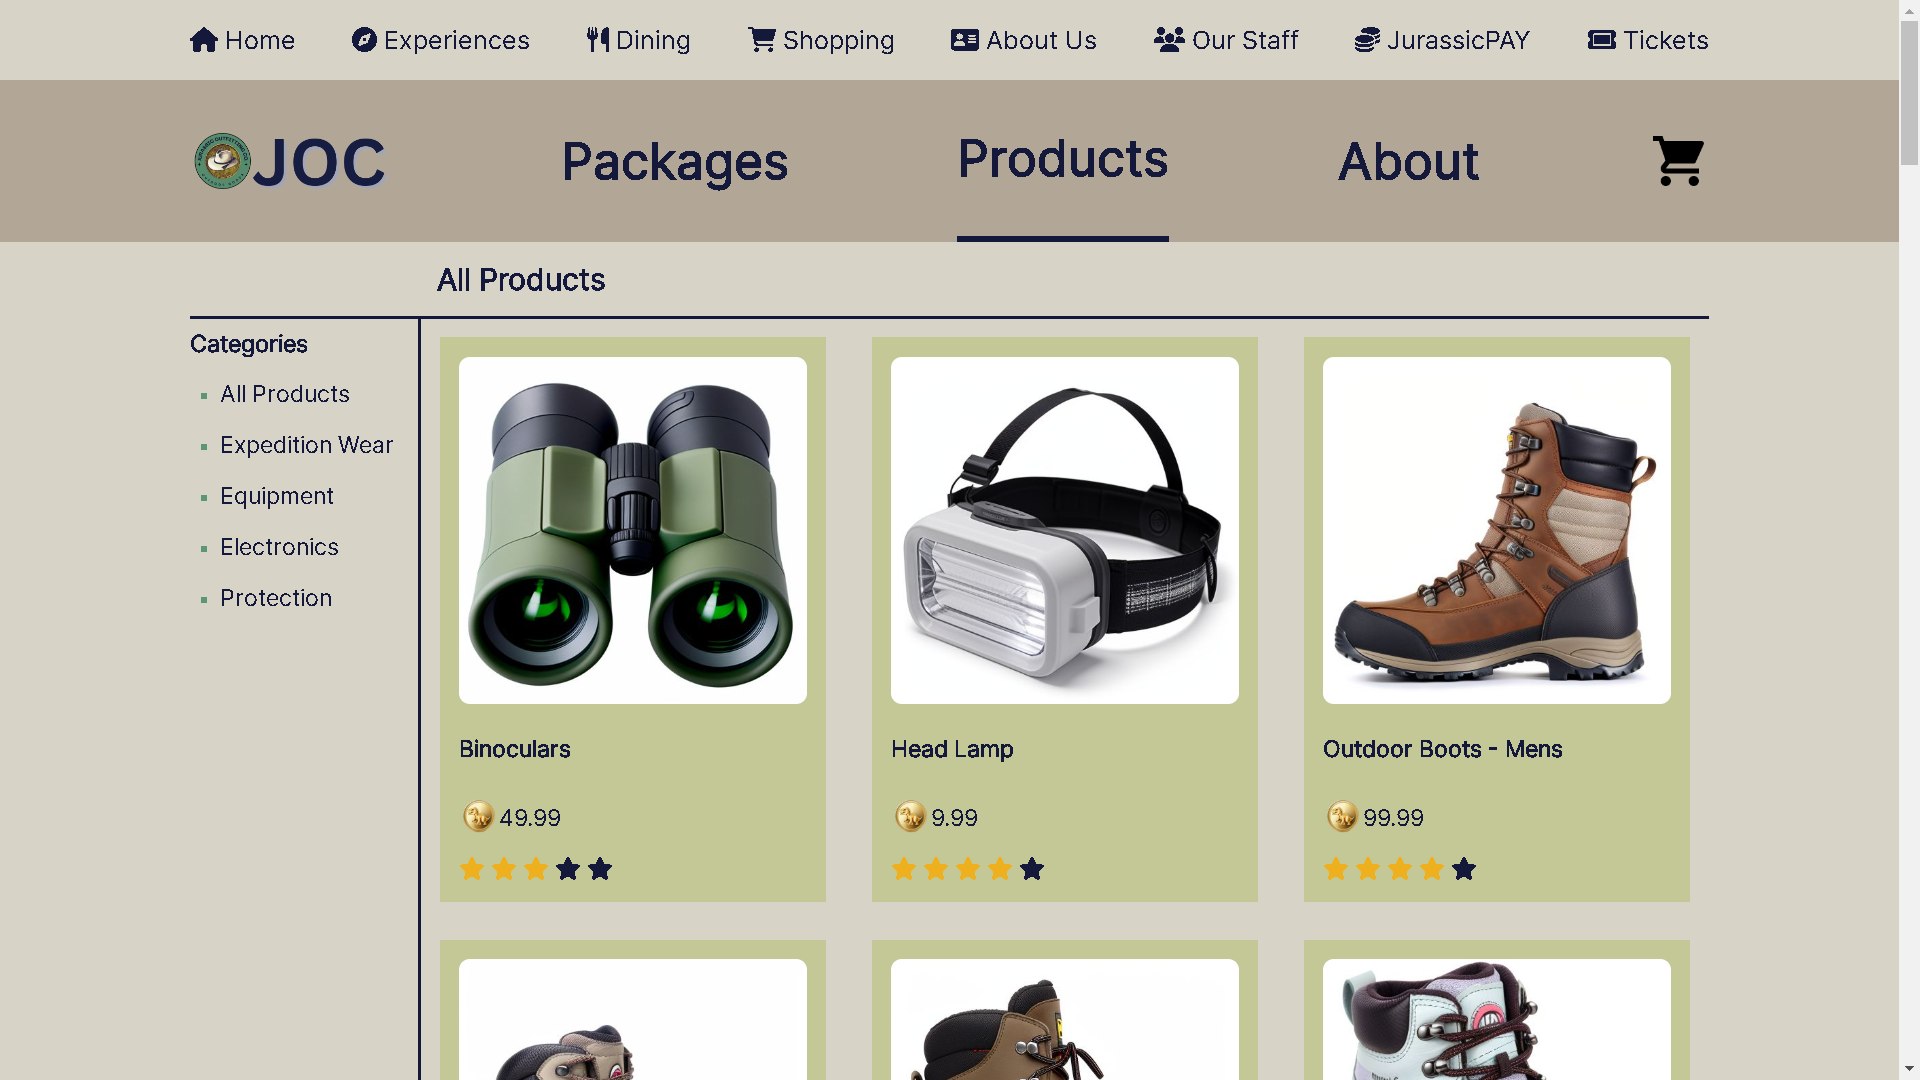 Home Experiences Dining Shopping About Us Our Staff JurassicPAY Tickets
JOC Packages Products About
All Products
Categories
All Products
Expedition Wear
Equipment
Electronics
Protection
Binoculars
49.99
Head Lamp
9.99
Outdoor Boots - Mens
99.99